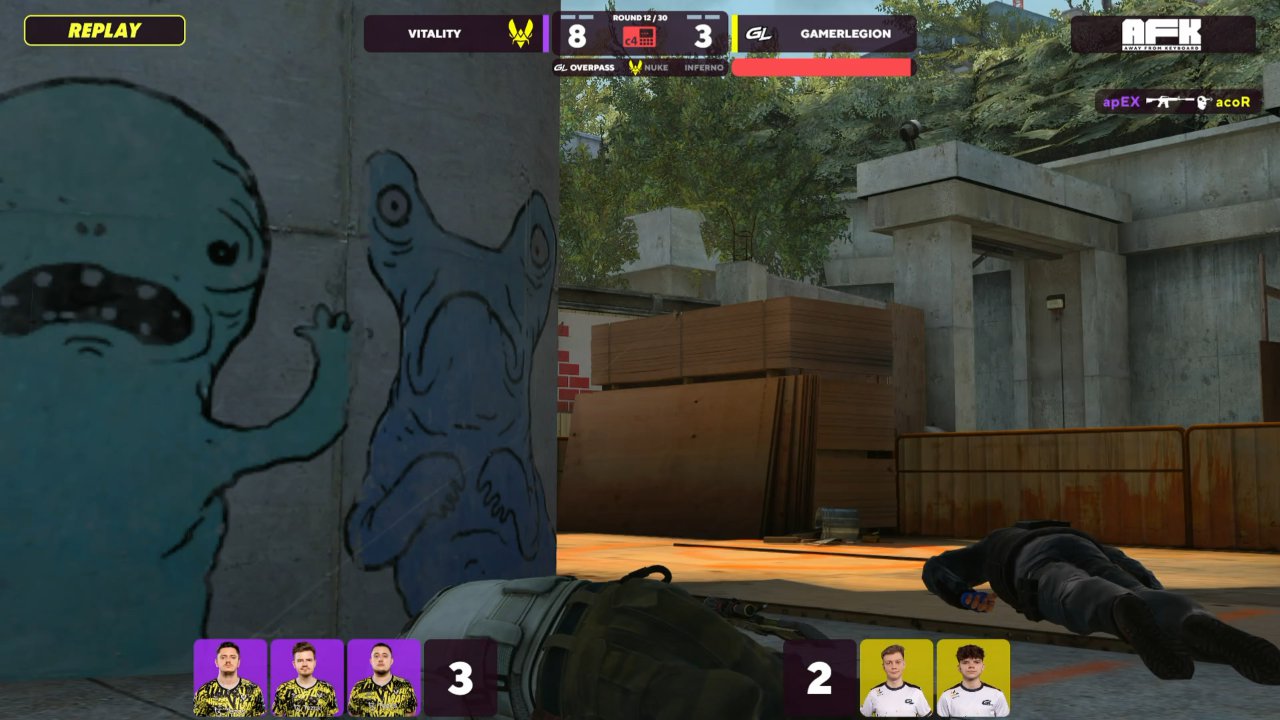 REPLAY
VITALITY
8
ROUND 12 / 30
C4
3
GL
GAMERLEGION
AFK
AWAY FROM KEYBOARD
GL OVERPASS
NUKE
INFERNO
apEX
acoR
3
2